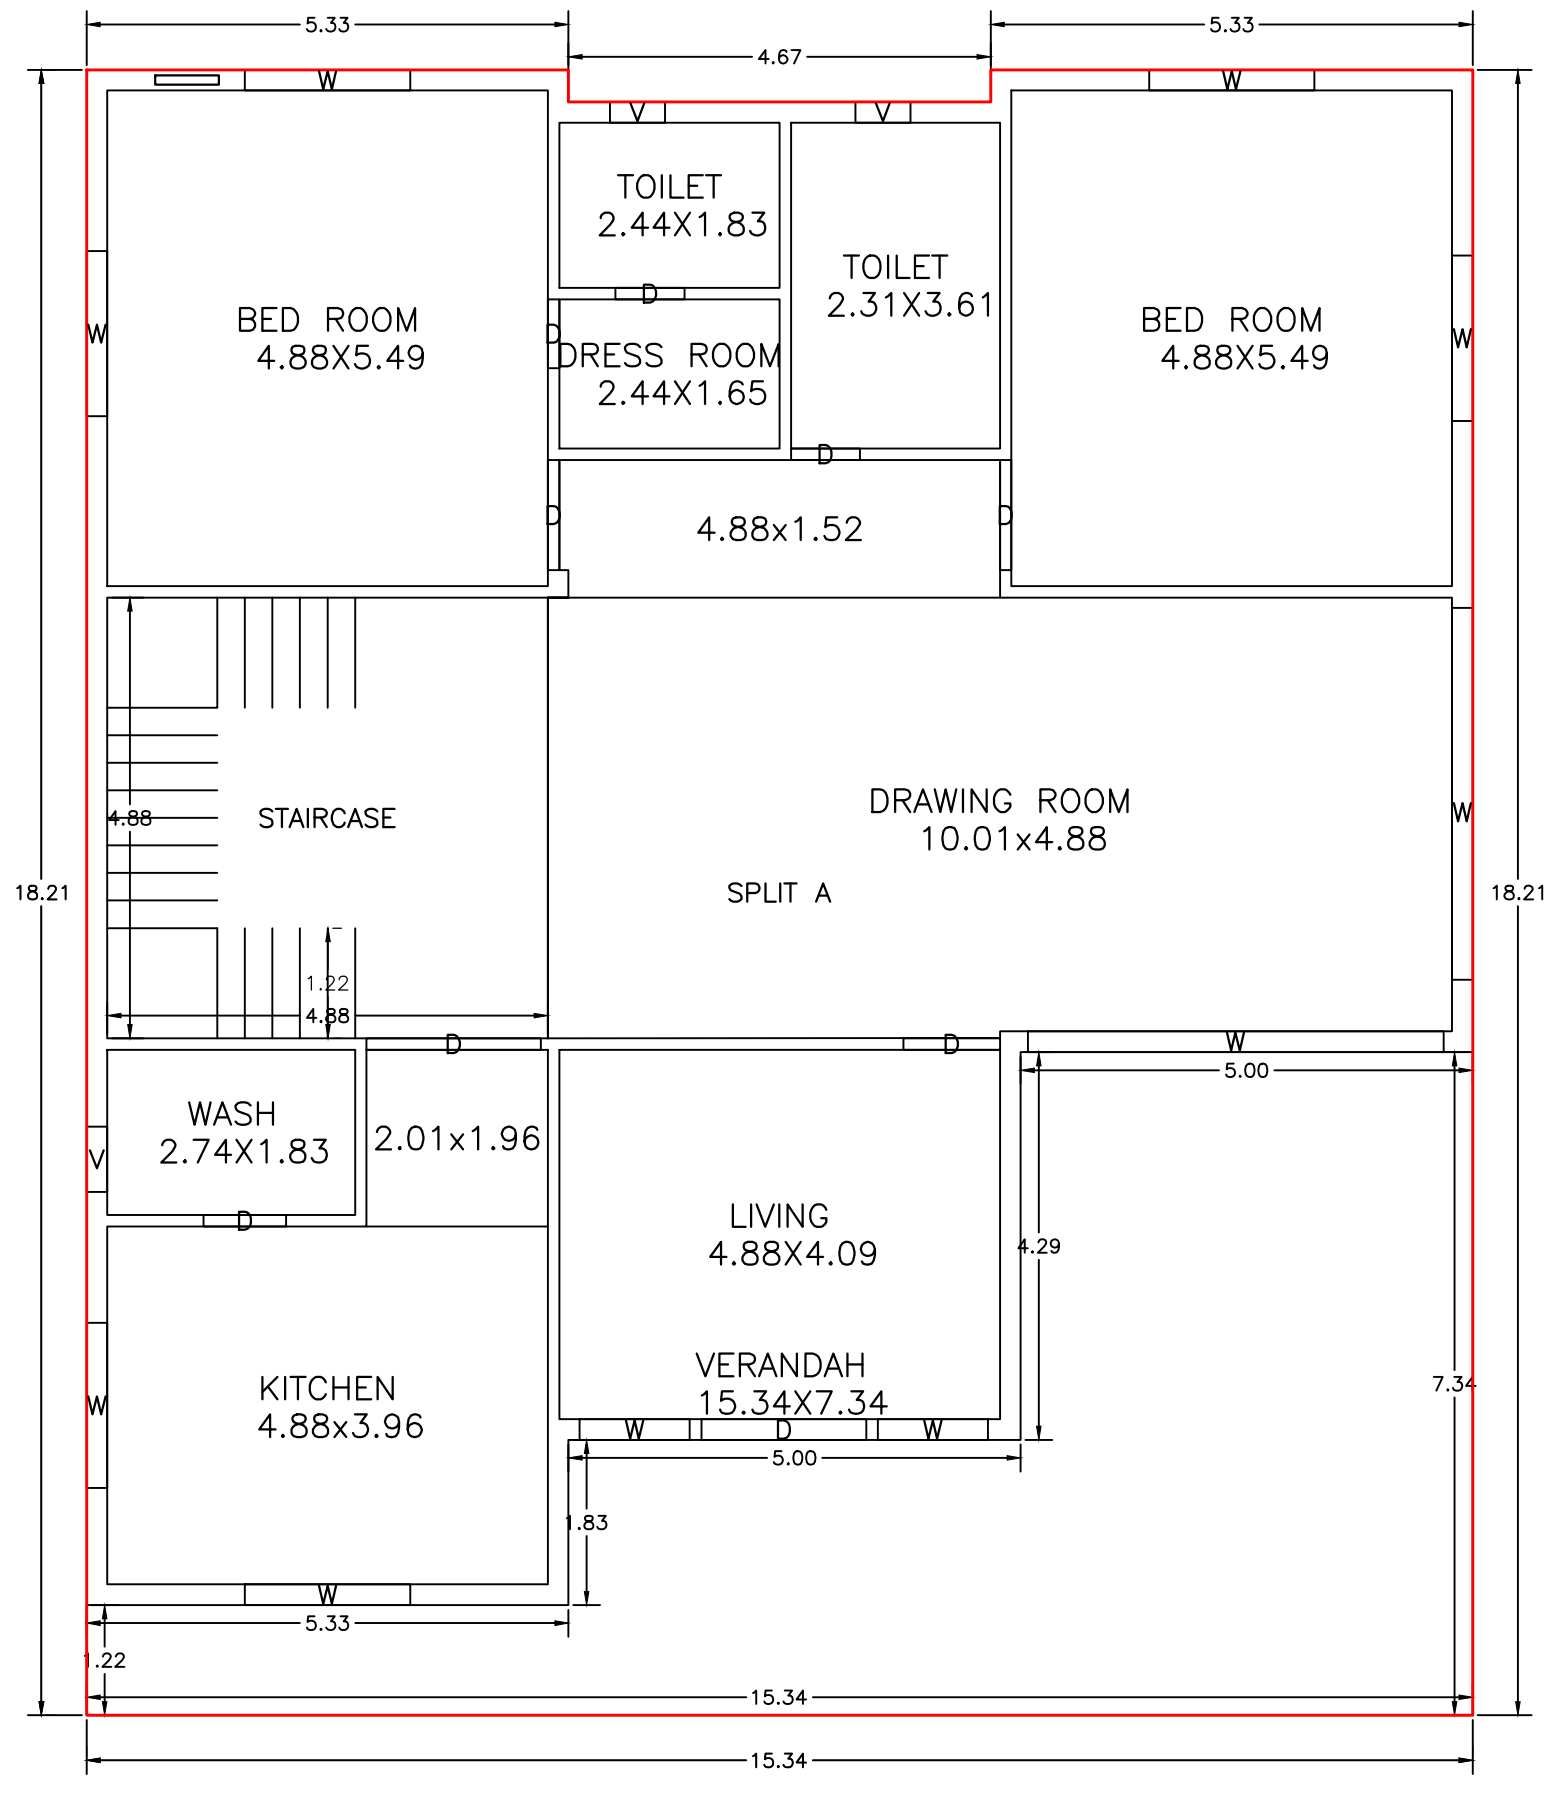 5.33
5.33
4.67
W
W
V
V
TOILET
2.44X1.83
TOILET
2.31X3.61
D
BED ROOM
4.88X5.49
W
D
DRESS ROOM
2.44X1.65
BED ROOM
4.88X5.49
W
D
D
4.88x1.52
D
STAIRCASE
4.88
DRAWING ROOM
10.01x4.88
W
18.21
SPLIT A
18.21
1.22
4.88
D
D
W
5.00
WASH
2.74X1.83
V
2.01x1.96
D
LIVING
4.88X4.09
4.29
VERANDAH
15.34X7.34
7.34
KITCHEN
4.88x3.96
W
W
D
W
5.00
1.83
W
5.33
1.22
15.34
15.34